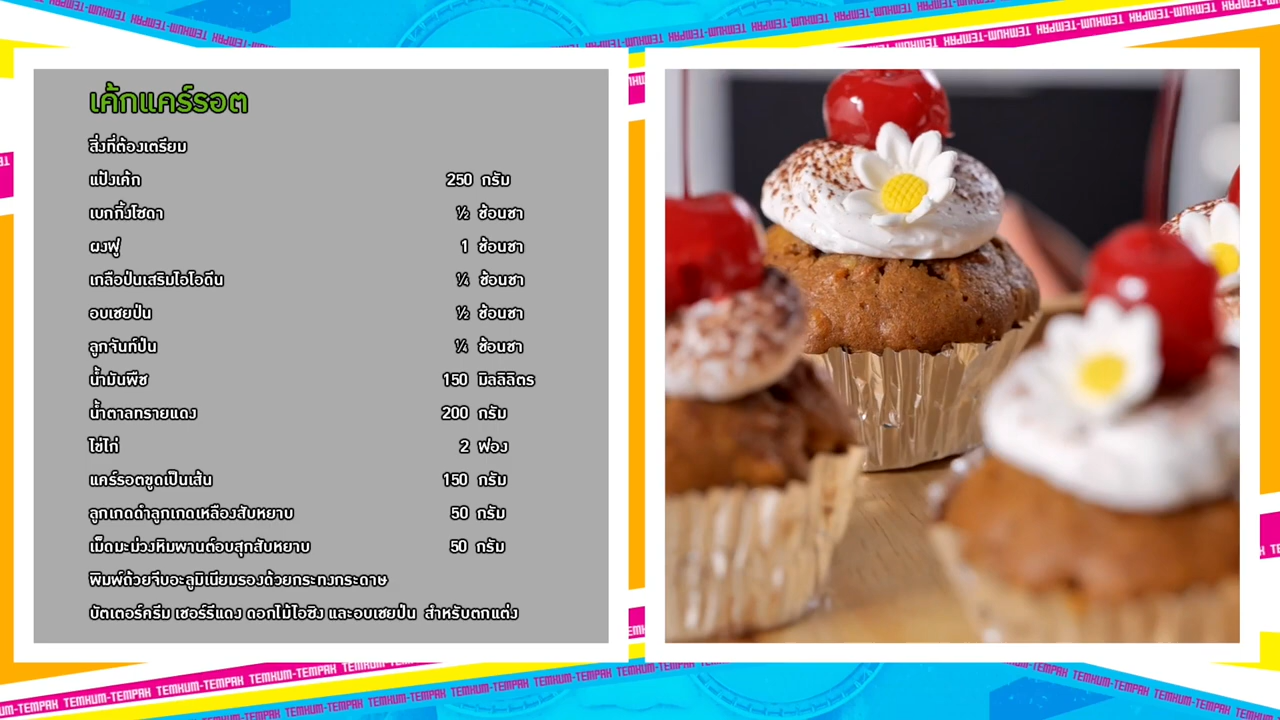 เค้กแคร์รอต
สิ่งที่ต้องเตรียม
แป้งเค้ก 250 กรัม
เบกกิ้งโซดา ½ ช้อนชา
ผงฟู 1 ช้อนชา
เกลือป่นเสริมไอโอดีน ¼ ช้อนชา
อบเชยป่น ½ ช้อนชา
ลูกจันท์ป่น ¼ ช้อนชา
น้ำมันพืช 150 มิลลิลิตร
น้ำตาลทรายแดง 200 กรัม
ไข่ไก่ 2 ฟอง
แคร์รอตขูดเป็นเส้น 150 กรัม
ลูกเกดดำลูกเกดเหลืองสับหยาบ 50 กรัม
เม็ดมะม่วงหิมพานต์อบสุกสับหยาบ 50 กรัม
พิมพ์ถ้วยจีบอะลูมิเนียมรองด้วยกระทงกระดาษ
บัตเตอร์ครีม เชอร์รีแดง ดอกไม้ไอซิง และอบเชยป่น สำหรับตกแต่ง
TEMKUM-TEMPAK TEMKUM-TEMPAK TEMKUM-TEMPAK TEMKUM-TEMPAK